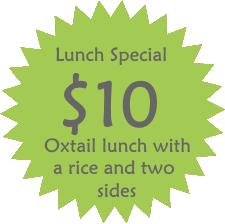 Lunch Special
$10
Oxtail lunch with
a rice and two
sides